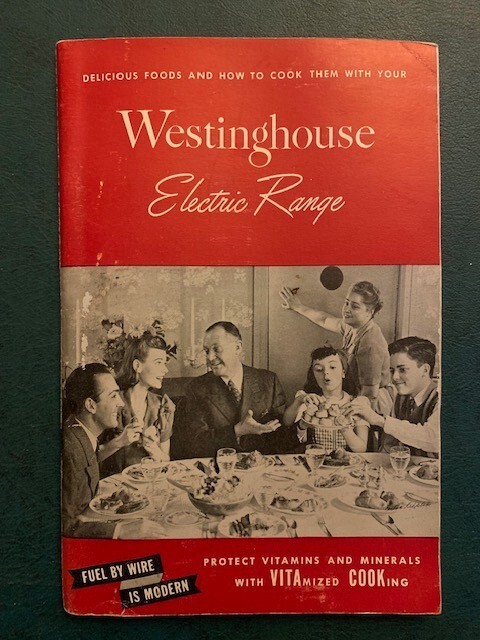 DELICIOUS FOODS AND HOW TO COOK THEM WITH YOUR
Westinghouse
Electric Range
FUEL BY WIRE
IS MODERN
PROTECT VITAMINS AND MINERALS
WITH VITAMIZED COOKING